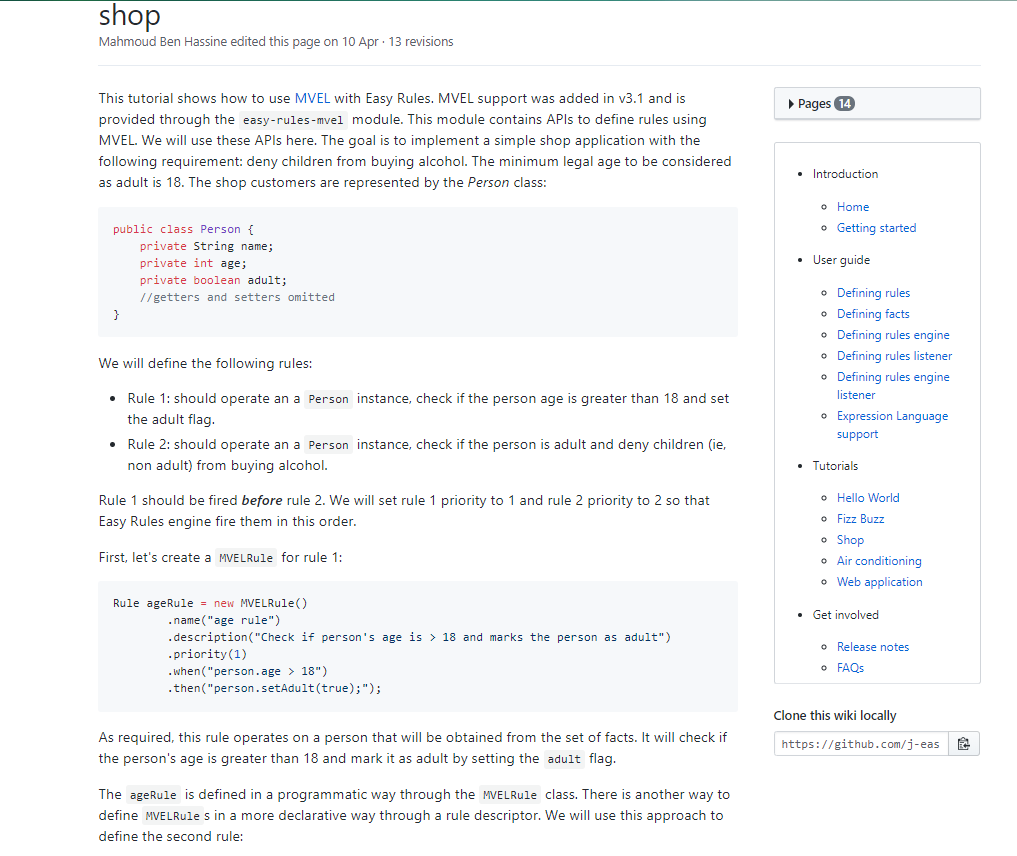 shop
Mahmoud Ben Hassine edited this page on 10 Apr · 13 revisions
This tutorial shows how to use MVEL with Easy Rules. MVEL support was added in v3.1 and is
provided through the easy-rules-mvel module. This module contains APIs to define rules using
MVEL. We will use these APIs here. The goal is to implement a simple shop application with the
following requirement: deny children from buying alcohol. The minimum legal age to be considered
as adult is 18. The shop customers are represented by the Person class:
public class Person {
    private String name;
    private int age;
    private boolean adult;
    //getters and setters omitted
}
We will define the following rules:
• Rule 1: should operate an a Person instance, check if the person age is greater than 18 and set
the adult flag.
• Rule 2: should operate an a Person instance, check if the person is adult and deny children (ie,
non adult) from buying alcohol.
Rule 1 should be fired before rule 2. We will set rule 1 priority to 1 and rule 2 priority to 2 so that
Easy Rules engine fire them in this order.
First, let's create a MVELRule for rule 1:
Rule ageRule = new MVELRule()
        .name("age rule")
        .description("Check if person's age is > 18 and marks the person as adult")
        .priority(1)
        .when("person.age > 18")
        .then("person.setAdult(true);");
As required, this rule operates on a person that will be obtained from the set of facts. It will check if
the person's age is greater than 18 and mark it as adult by setting the adult flag.
The ageRule is defined in a programmatic way through the MVELRule class. There is another way to
define MVELRule s in a more declarative way through a rule descriptor. We will use this approach to
define the second rule:
Pages 14
• Introduction
Home
Getting started
• User guide
Defining rules
Defining facts
Defining rules engine
Defining rules listener
Defining rules engine
listener
Expression Language
support
• Tutorials
Hello World
Fizz Buzz
Shop
Air conditioning
Web application
• Get involved
Release notes
FAQs
Clone this wiki locally
https://github.com/j-eas